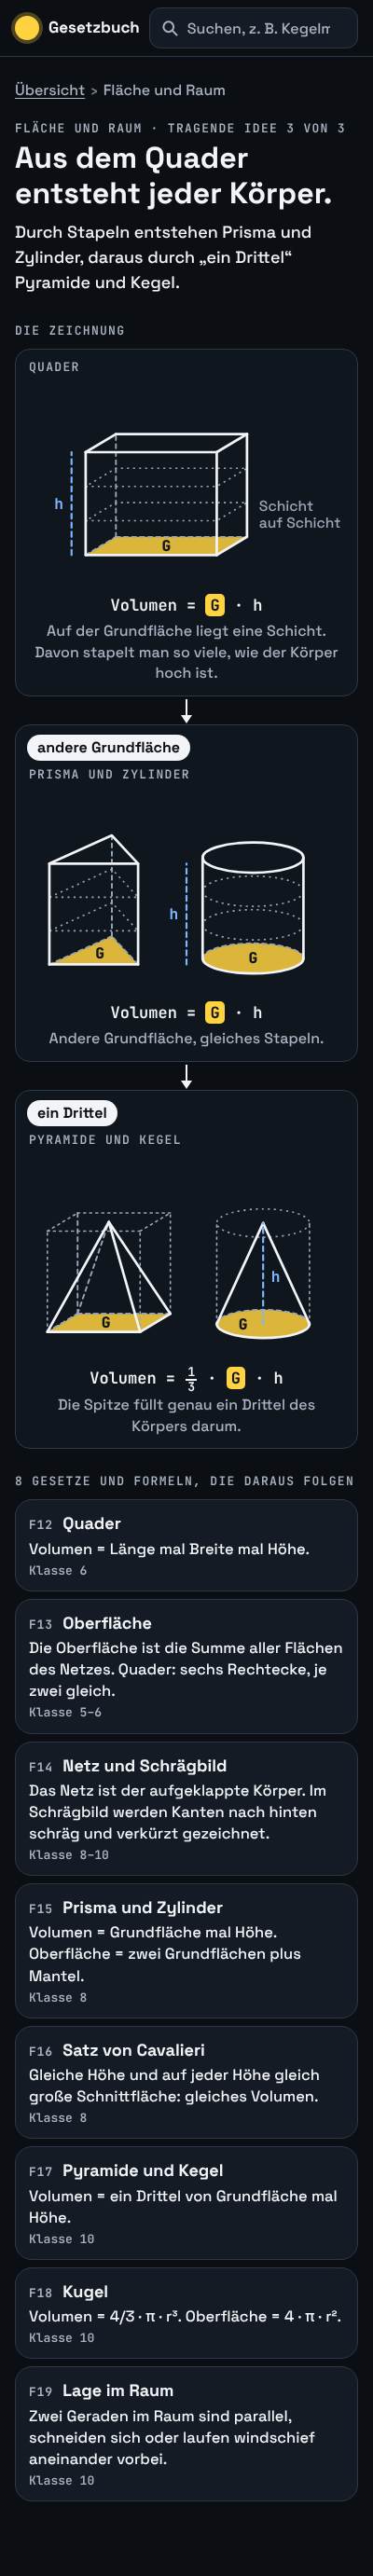 Gesetzbuch
Suchen, z. B. Kegelm
Übersicht > Fläche und Raum
FLÄCHE UND RAUM · TRAGENDE IDEE 3 VON 3
Aus dem Quader
entsteht jeder Körper.
Durch Stapeln entstehen Prisma und
Zylinder, daraus durch „ein Drittel“
Pyramide und Kegel.
DIE ZEICHNUNG
QUADER
h
Schicht
auf Schicht
G
Volumen = G · h
Auf der Grundfläche liegt eine Schicht.
Davon stapelt man so viele, wie der Körper
hoch ist.
andere Grundfläche
PRISMA UND ZYLINDER
h
G
G
Volumen = G · h
Andere Grundfläche, gleiches Stapeln.
ein Drittel
PYRAMIDE UND KEGEL
h
G
G
Volumen = 1/3 · G · h
Die Spitze füllt genau ein Drittel des
Körpers darum.
8 GESETZE UND FORMELN, DIE DARAUS FOLGEN
F12 Quader
Volumen = Länge mal Breite mal Höhe.
Klasse 6
F13 Oberfläche
Die Oberfläche ist die Summe aller Flächen
des Netzes. Quader: sechs Rechtecke, je
zwei gleich.
Klasse 5–6
F14 Netz und Schrägbild
Das Netz ist der aufgeklappte Körper. Im
Schrägbild werden Kanten nach hinten
schräg und verkürzt gezeichnet.
Klasse 8–10
F15 Prisma und Zylinder
Volumen = Grundfläche mal Höhe.
Oberfläche = zwei Grundflächen plus
Mantel.
Klasse 8
F16 Satz von Cavalieri
Gleiche Höhe und auf jeder Höhe gleich
große Schnittfläche: gleiches Volumen.
Klasse 8
F17 Pyramide und Kegel
Volumen = ein Drittel von Grundfläche mal
Höhe.
Klasse 10
F18 Kugel
Volumen = 4/3 · π · r³. Oberfläche = 4 · π · r².
Klasse 10
F19 Lage im Raum
Zwei Geraden im Raum sind parallel,
schneiden sich oder laufen windschief
aneinander vorbei.
Klasse 10